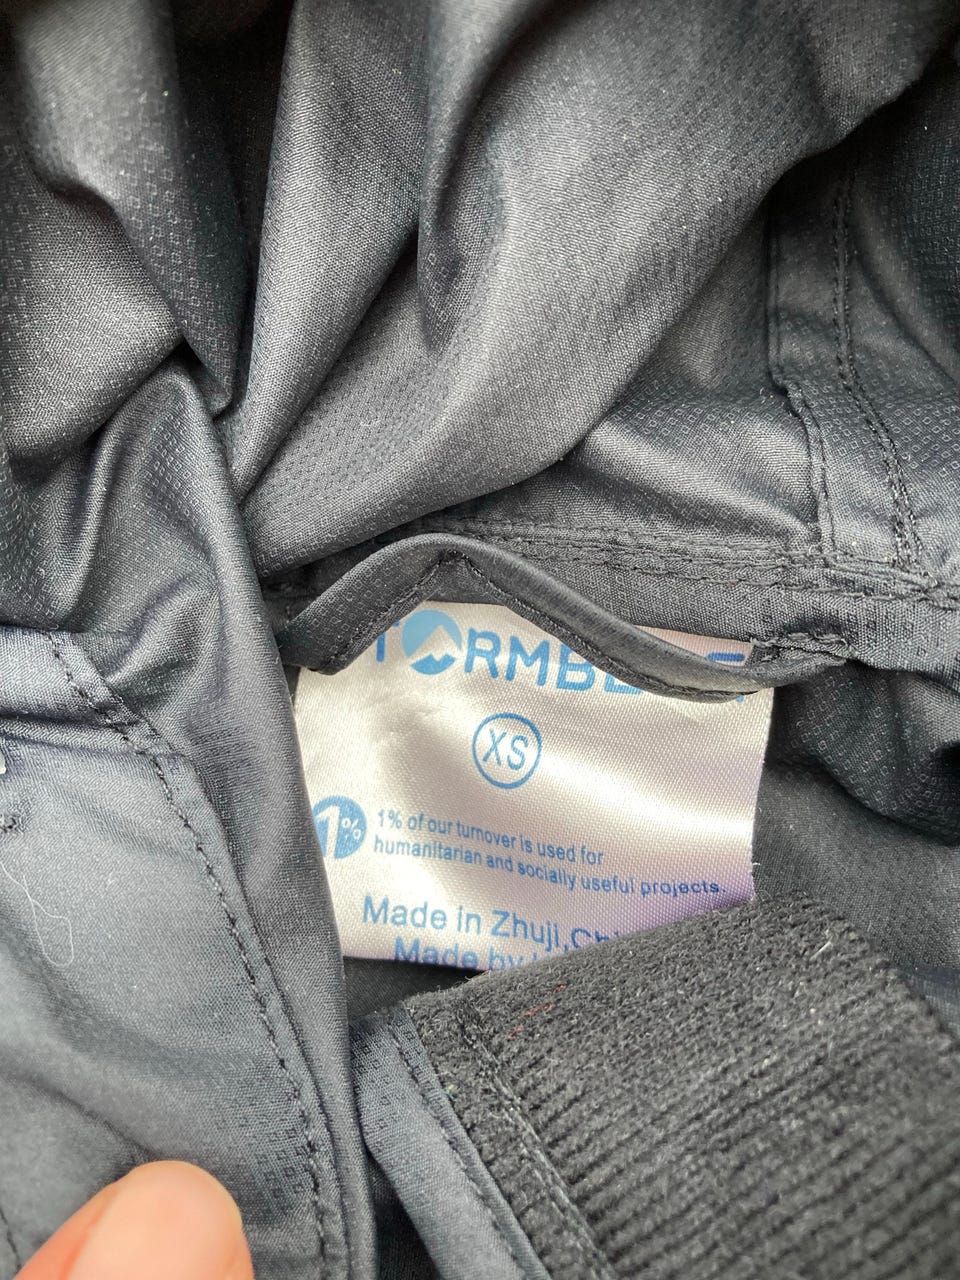 XS
1%
1% of our turnover is used for
humanitarian and socially useful projects.
Made in Zhuji,
Made by